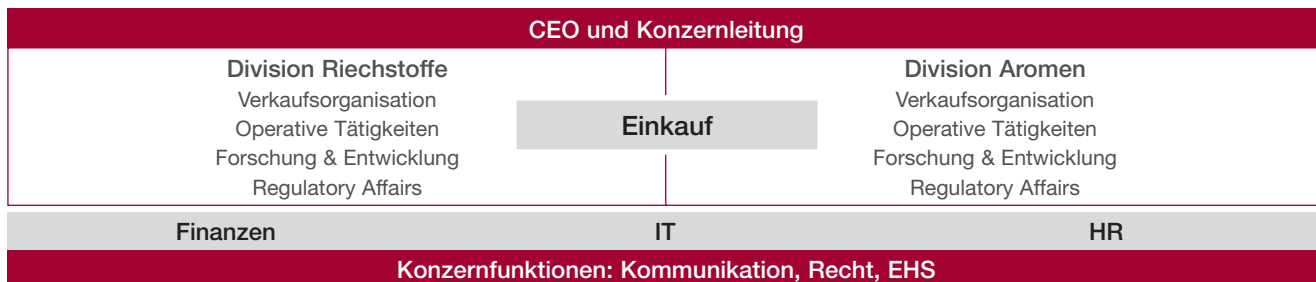 CEO und Konzernleitung
Division Riechstoffe
Verkaufsorganisation
Operative Tätigkeiten
Forschung & Entwicklung
Regulatory Affairs
Einkauf
Division Aromen
Verkaufsorganisation
Operative Tätigkeiten
Forschung & Entwicklung
Regulatory Affairs
Finanzen IT HR
Konzernfunktionen: Kommunikation, Recht, EHS